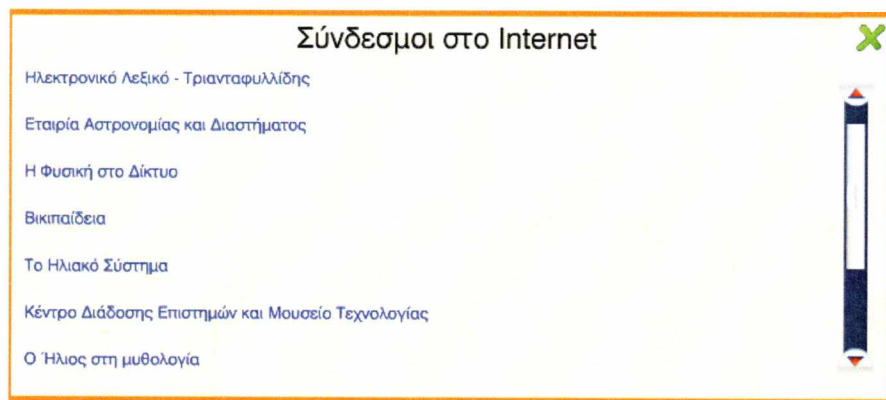 Σύνδεσμοι στο Internet
Ηλεκτρονικό Λεξικό - Τριανταφυλλίδης
Εταιρία Αστρονομίας και Διαστήματος
Η Φυσική στο Δίκτυο
Βικιπαίδεια
Το Ηλιακό Σύστημα
Κέντρο Διάδοσης Επιστημών και Μουσείο Τεχνολογίας
Ο Ήλιος στη μυθολογία